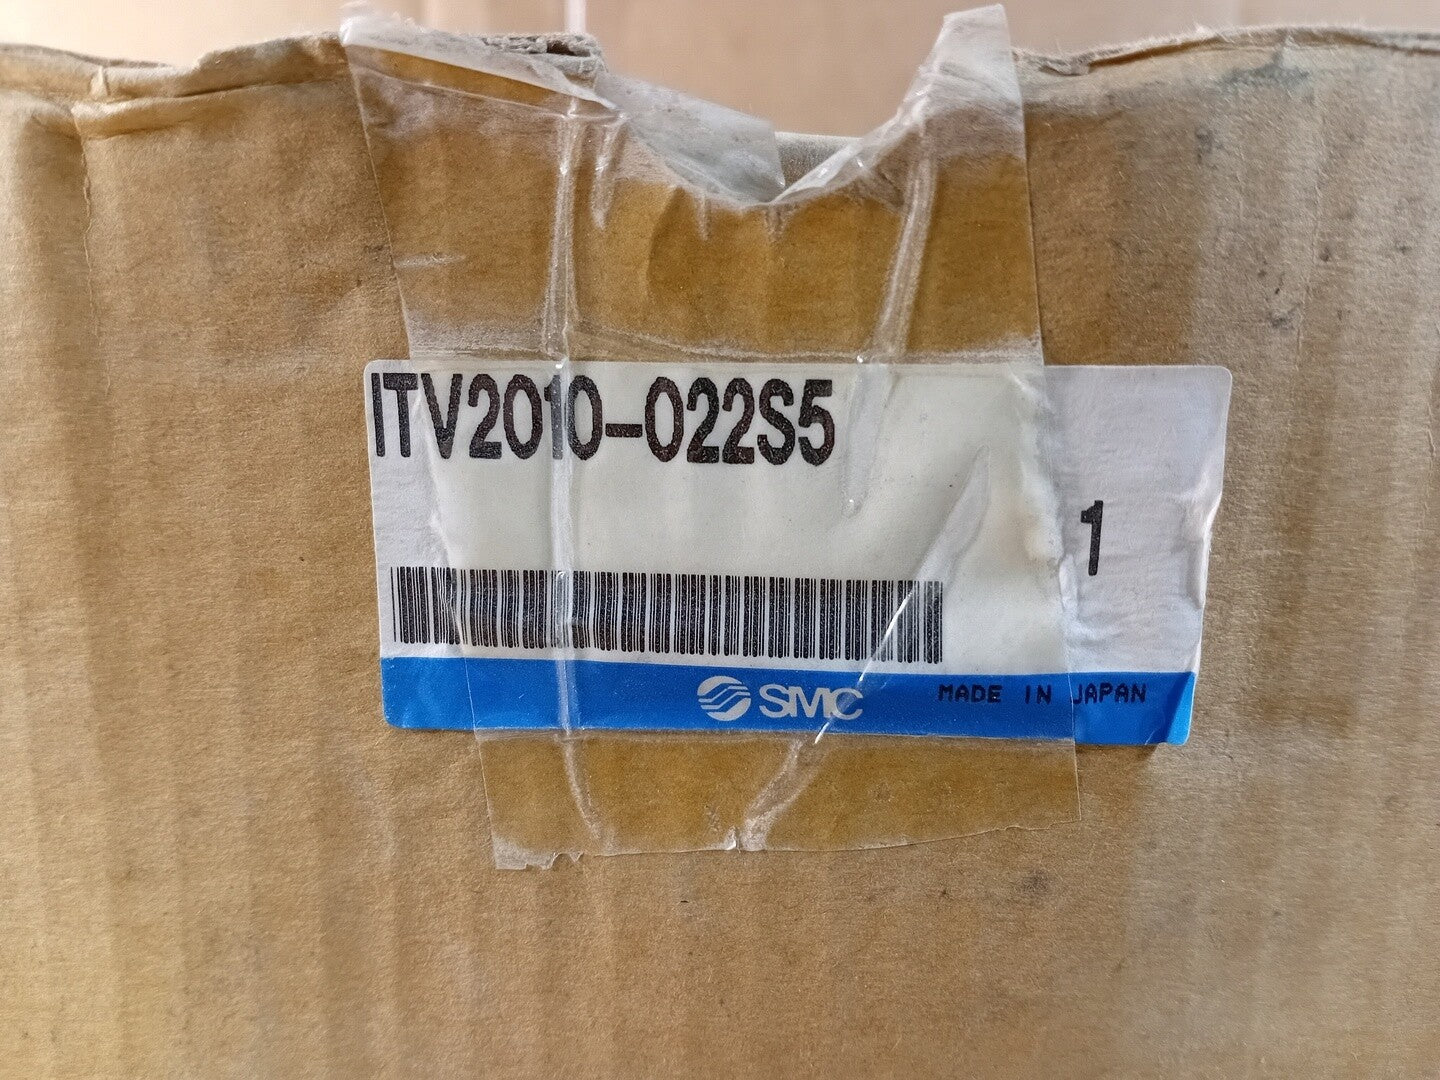 ITV2010-022S5
1
SMC
MADE IN JAPAN